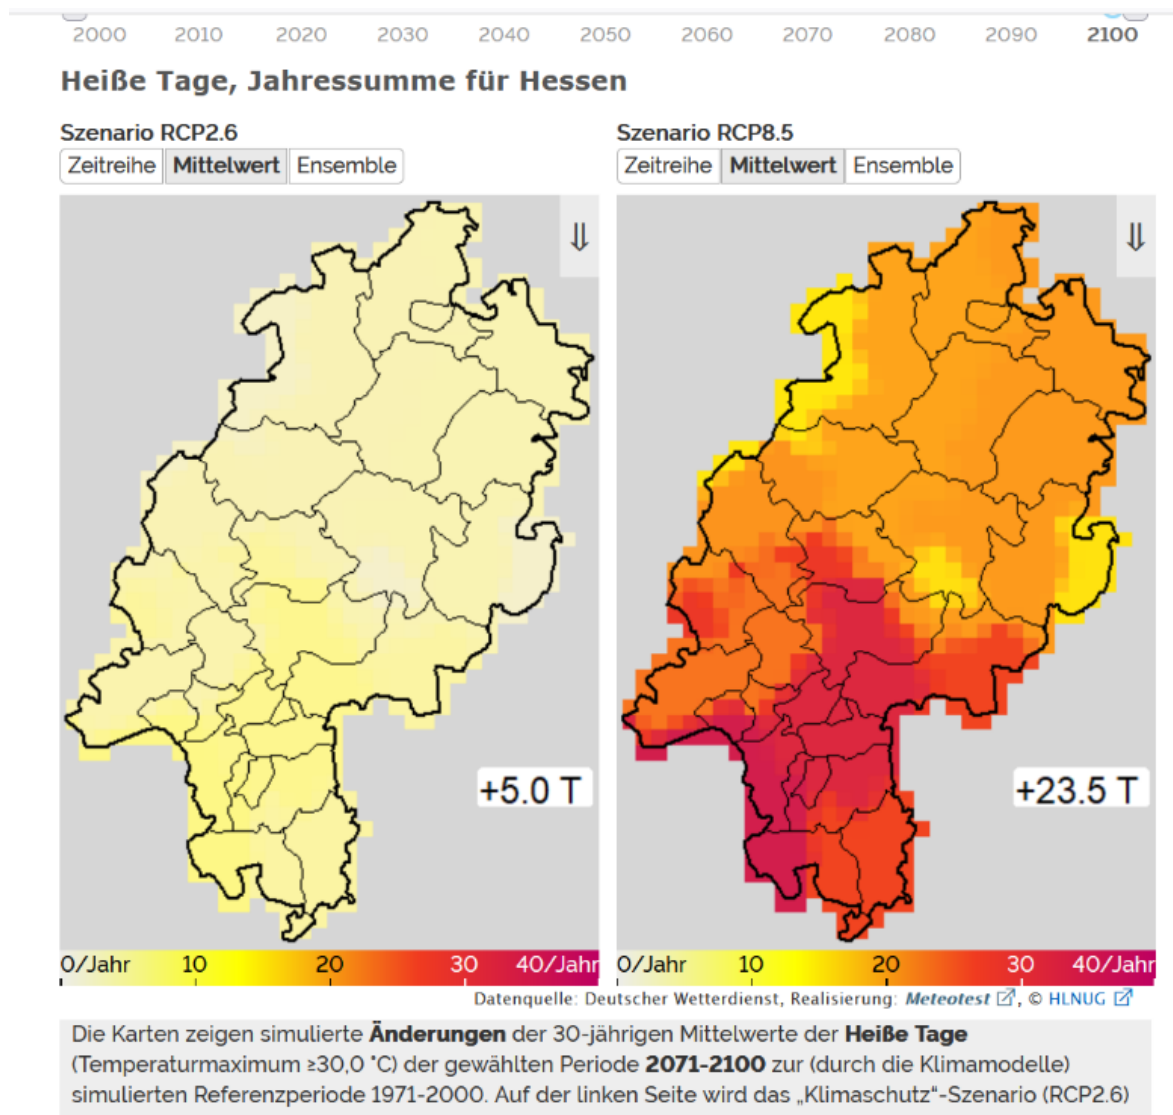 2000 2010 2020 2030 2040 2050 2060 2070 2080 2090 2100
Heiße Tage, Jahressumme für Hessen
Szenario RCP2.6
Zeitreihe Mittelwert Ensemble
⇓
+5.0 T
0/Jahr 10 20 30 40/Jahr
Szenario RCP8.5
Zeitreihe Mittelwert Ensemble
⇓
+23.5 T
0/Jahr 10 20 30 40/Jahr
Datenquelle: Deutscher Wetterdienst, Realisierung: Meteotest, © HLNUG
Die Karten zeigen simulierte Änderungen der 30-jährigen Mittelwerte der Heiße Tage
(Temperaturmaximum ≥30,0 °C) der gewählten Periode 2071-2100 zur (durch die Klimamodelle)
simulierten Referenzperiode 1971-2000. Auf der linken Seite wird das „Klimaschutz"-Szenario (RCP2.6)